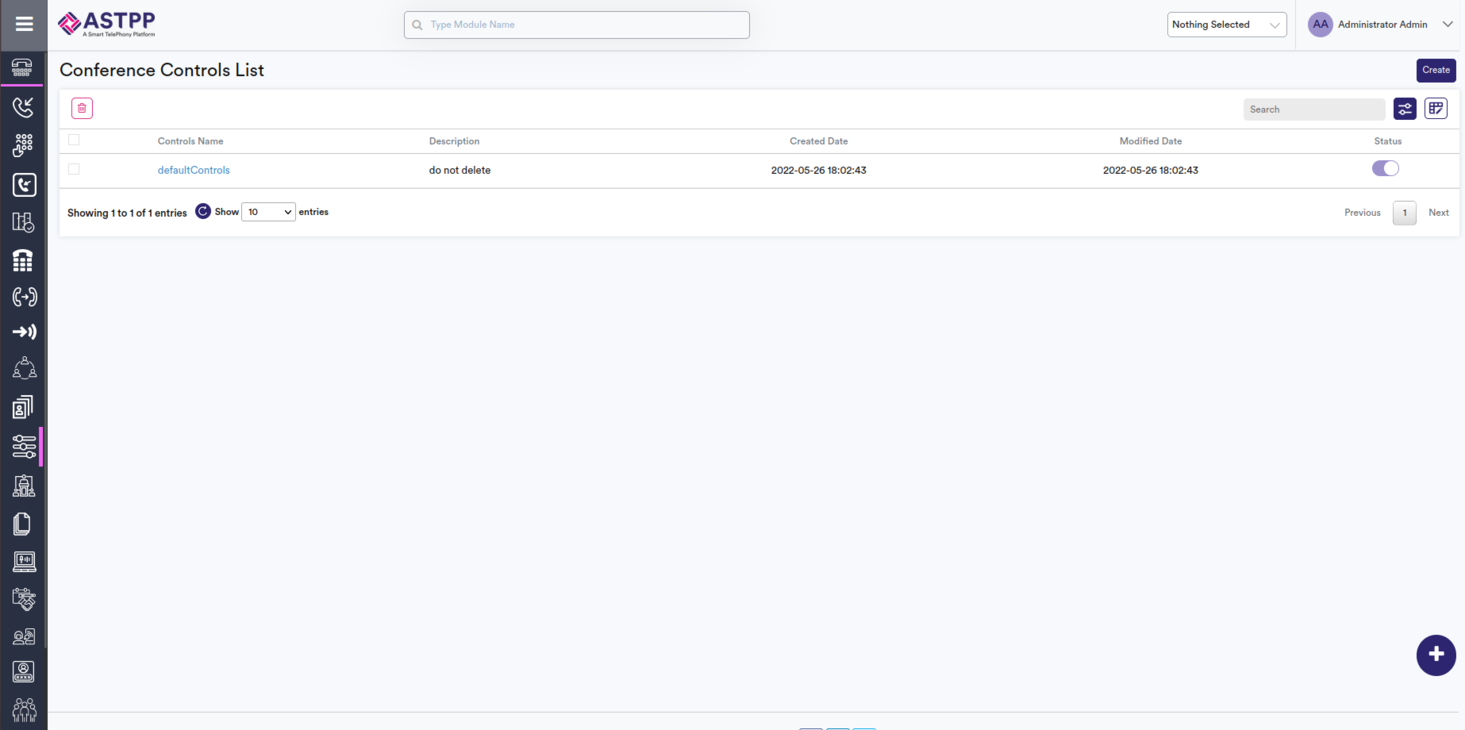 ASTPP
A Smart TelePhony Platform
Type Module Name
Nothing Selected
AA
Administrator Admin
Conference Controls List
Create
Search
Controls Name Description Created Date Modified Date Status
defaultControls do not delete 2022-05-26 18:02:43 2022-05-26 18:02:43
Showing 1 to 1 of 1 entries Show 10 entries Previous 1 Next